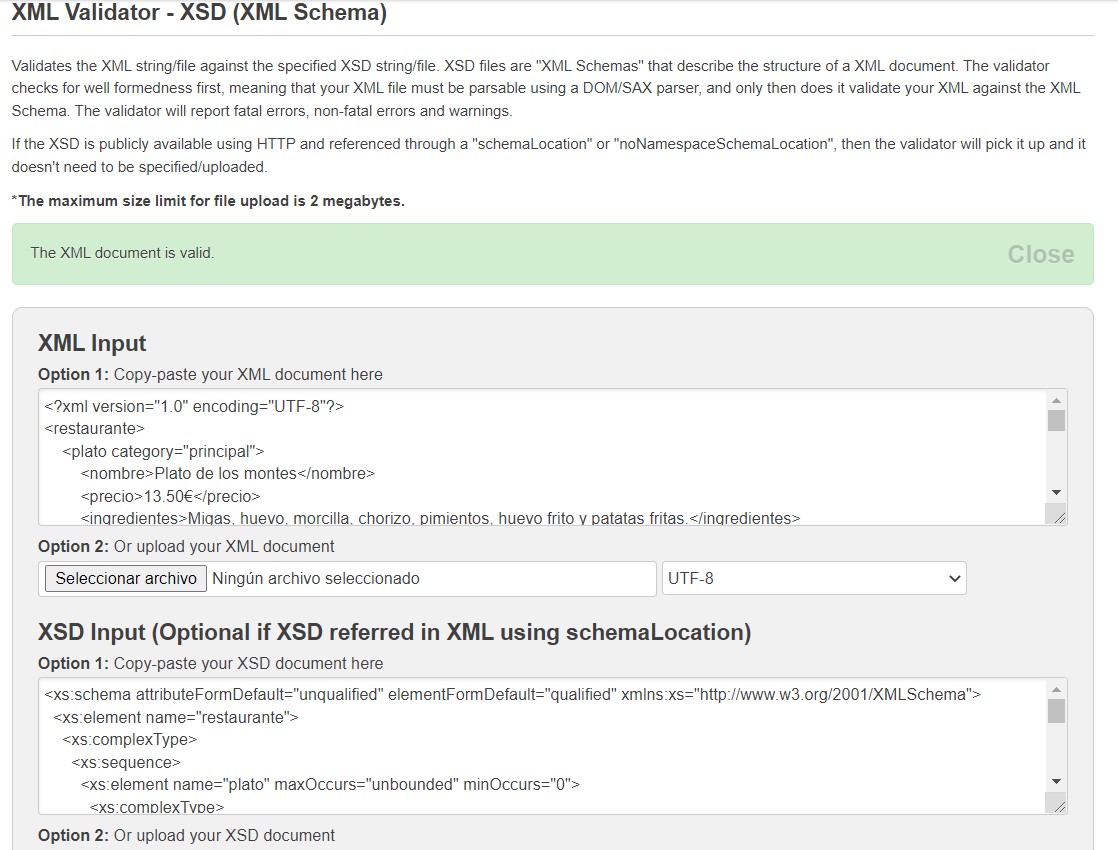 XML Validator - XSD (XML Schema)
Validates the XML string/file against the specified XSD string/file. XSD files are "XML Schemas" that describe the structure of a XML document. The validator
checks for well formedness first, meaning that your XML file must be parsable using a DOM/SAX parser, and only then does it validate your XML against the XML
Schema. The validator will report fatal errors, non-fatal errors and warnings.
If the XSD is publicly available using HTTP and referenced through a "schemaLocation" or "noNamespaceSchemaLocation", then the validator will pick it up and it
doesn't need to be specified/uploaded.
*The maximum size limit for file upload is 2 megabytes.
The XML document is valid. Close
XML Input
Option 1: Copy-paste your XML document here
<?xml version="1.0" encoding="UTF-8"?>
<restaurante>
<plato category="principal">
<nombre>Plato de los montes</nombre>
<precio>13.50€</precio>
<ingredientes>Migas, huevo, morcilla, chorizo, pimientos, huevo frito y patatas fritas.</ingredientes>
Option 2: Or upload your XML document
Seleccionar archivo Ningún archivo seleccionado UTF-8
XSD Input (Optional if XSD referred in XML using schemaLocation)
Option 1: Copy-paste your XSD document here
<xs:schema attributeFormDefault="unqualified" elementFormDefault="qualified" xmlns:xs="http://www.w3.org/2001/XMLSchema">
<xs:element name="restaurante">
<xs:complexType>
<xs:sequence>
<xs:element name="plato" maxOccurs="unbounded" minOccurs="0">
<xs:complexType>
Option 2: Or upload your XSD document